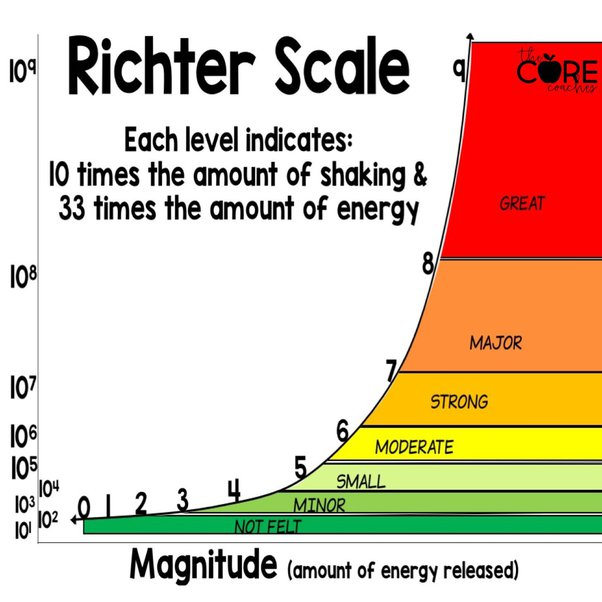 Richter Scale
Each level indicates:
10 times the amount of shaking &
33 times the amount of energy
the
CORE
coaches
10⁹
9
GREAT
10⁸
8
MAJOR
10⁷
7
STRONG
10⁶
6
MODERATE
10⁵
5
SMALL
10⁴
4
10³
3
MINOR
10²
0 1 2
10¹
NOT FELT
Magnitude (amount of energy released)